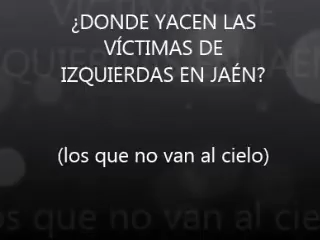 ¿DONDE YACEN LAS
VÍCTIMAS DE
IZQUIERDAS EN JAÉN?
(los que no van al cielo)